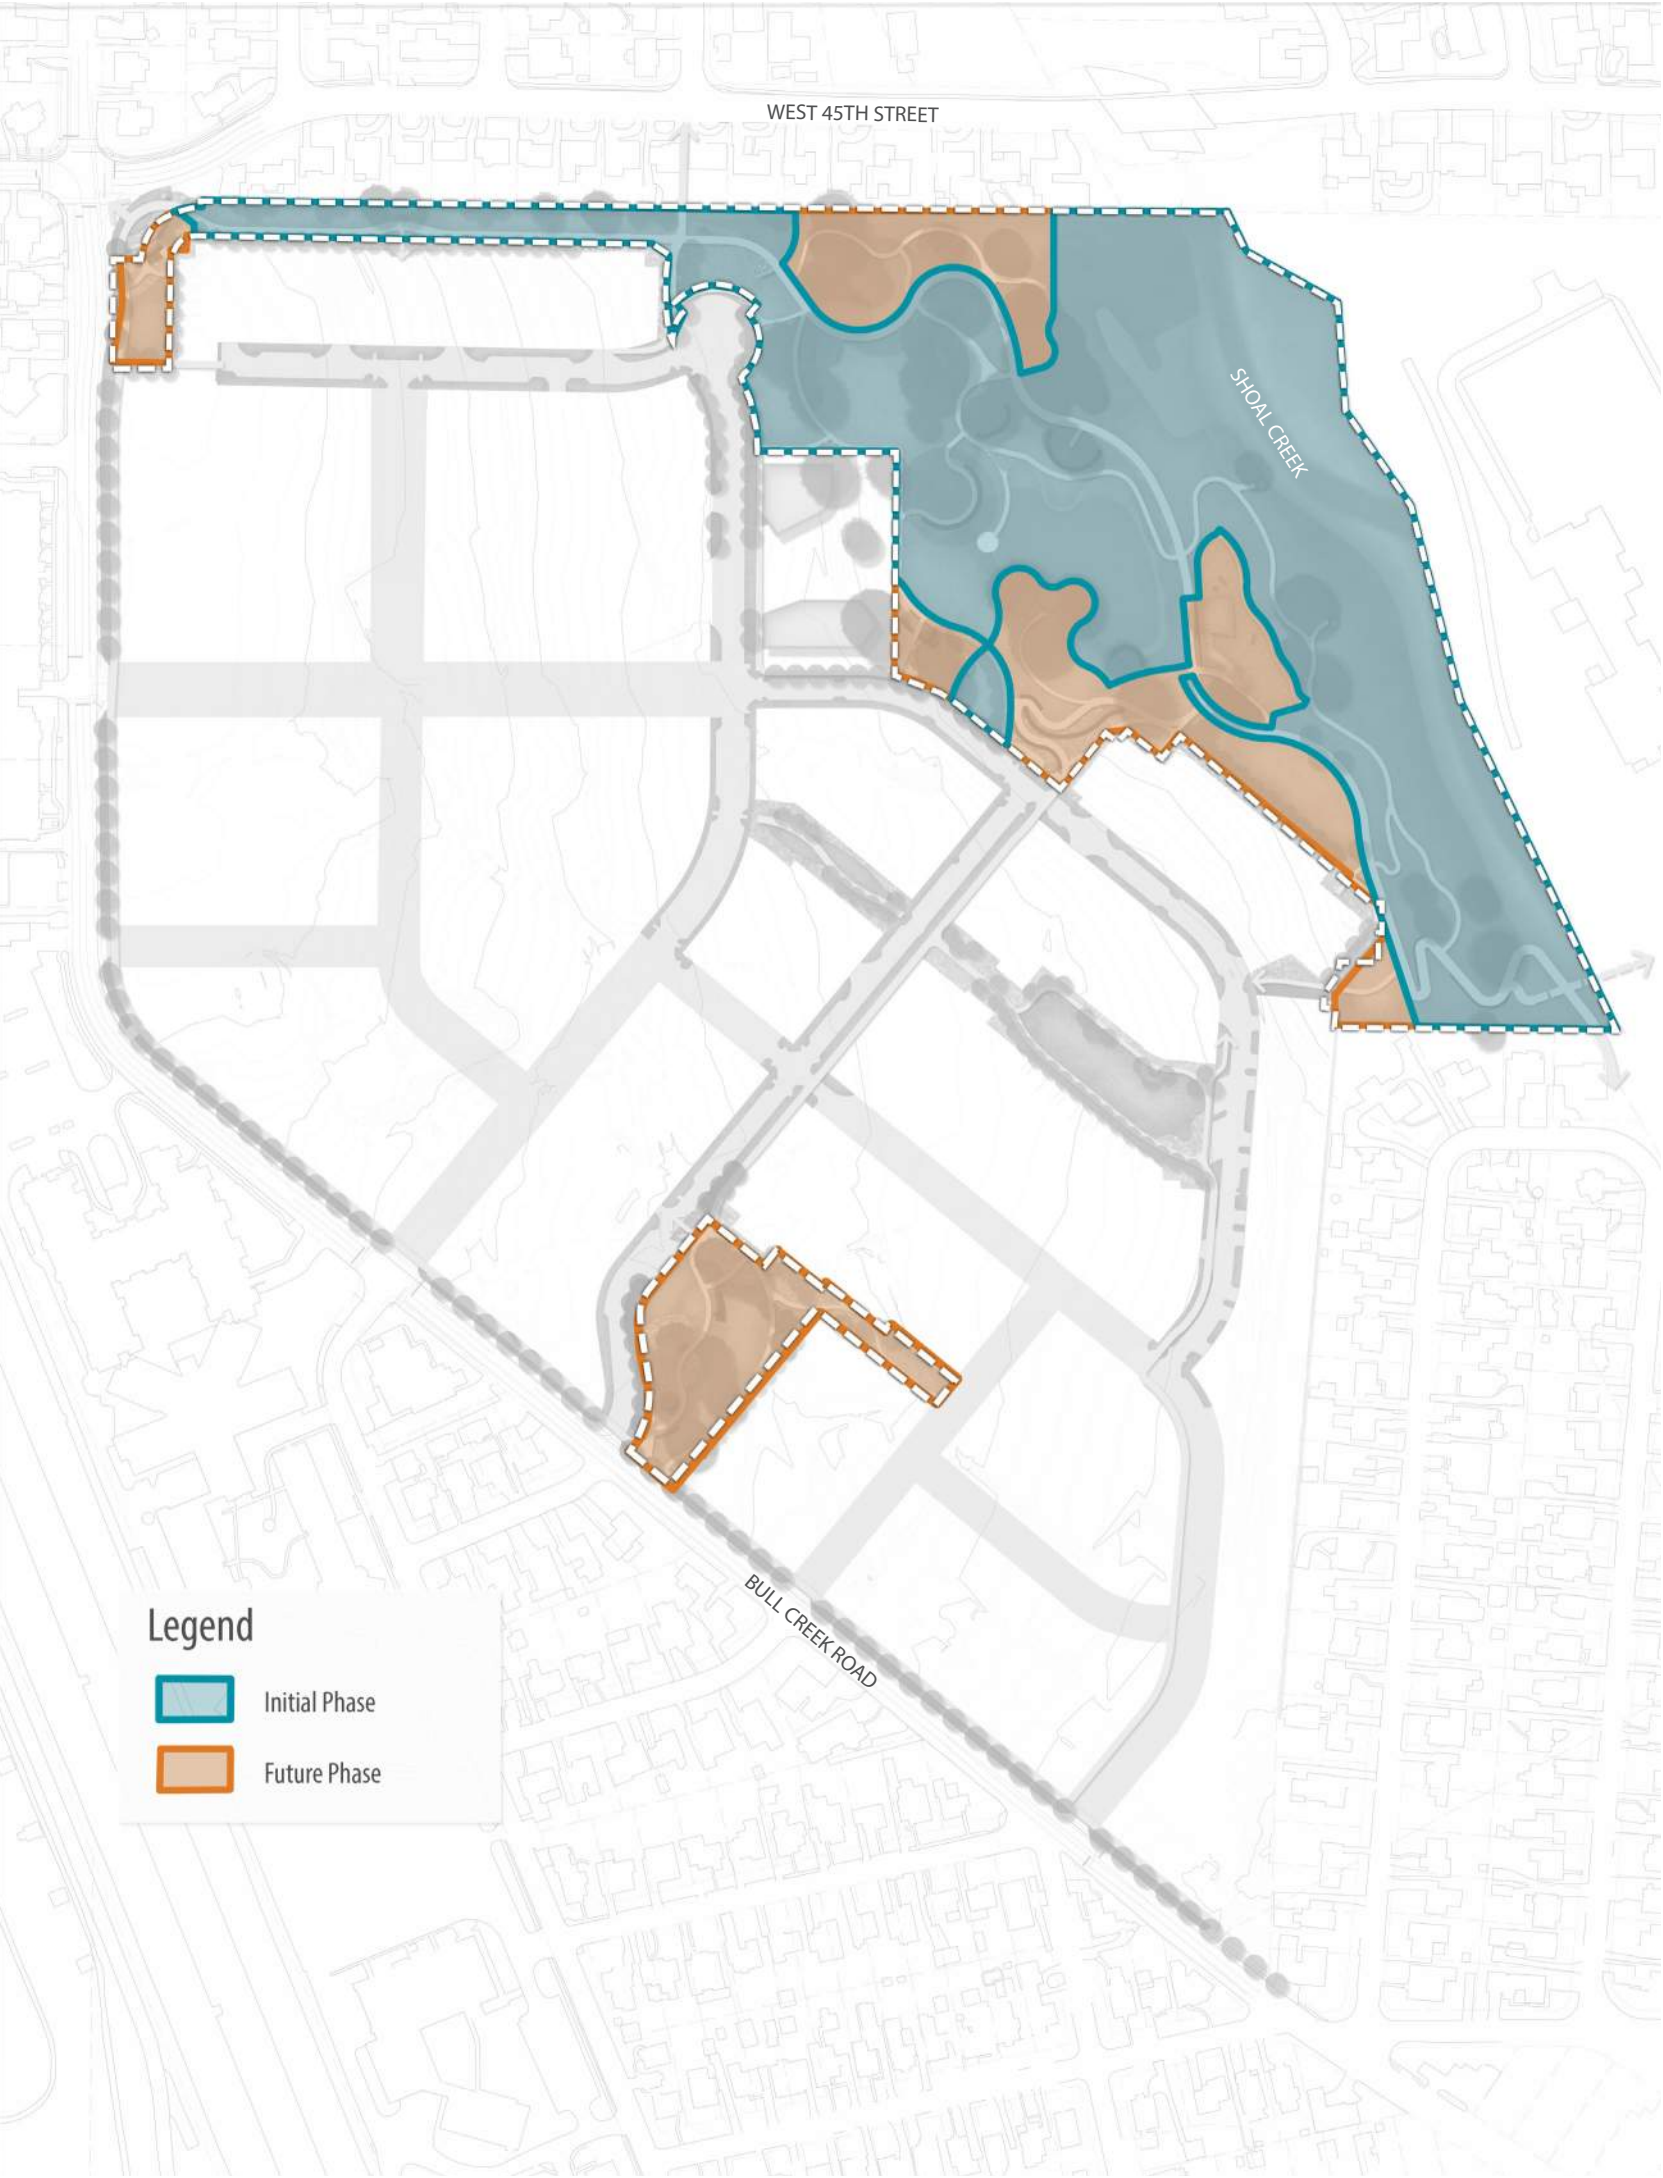 WEST 45TH STREET
SHOAL CREEK
BULL CREEK ROAD
Legend
Initial Phase
Future Phase